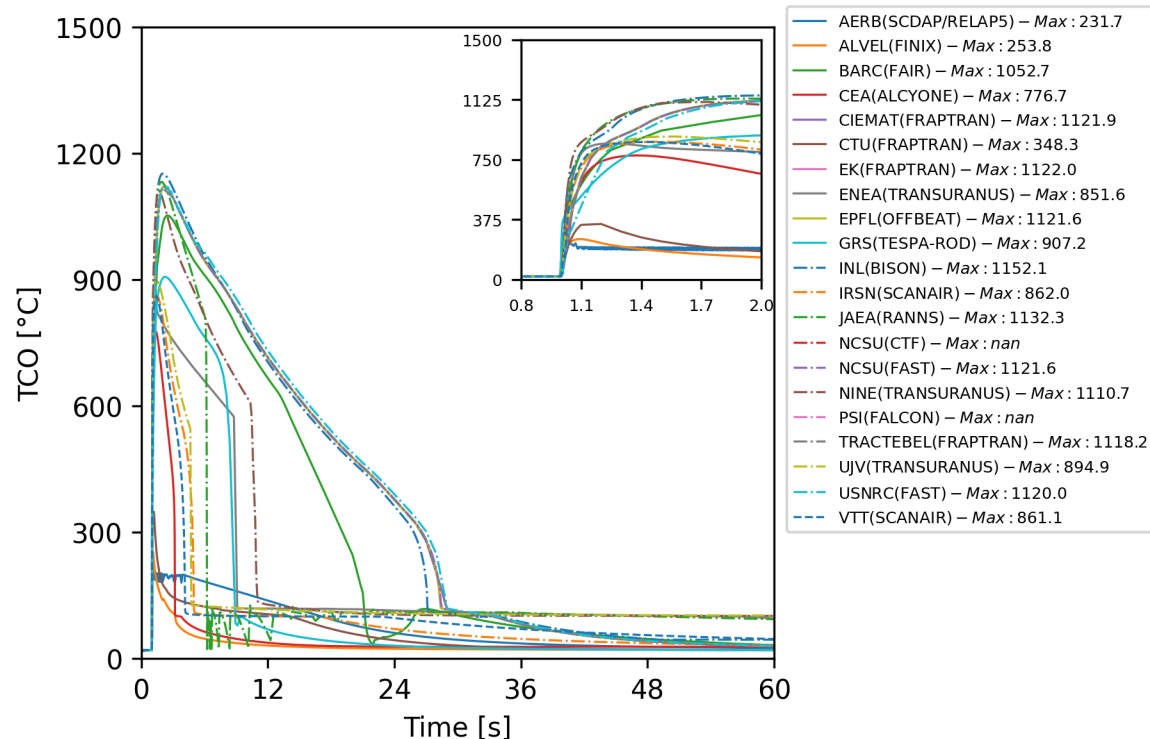 1500
1200
900
600
300
0
TCO [°C]
0 12 24 36 48 60
Time [s]
1500
1125
750
375
0
0.8 1.1 1.4 1.7 2.0
AERB(SCDAP/RELAP5) − Max : 231.7
ALVEL(FINIX) − Max : 253.8
BARC(FAIR) − Max : 1052.7
CEA(ALCYONE) − Max : 776.7
CIEMAT(FRAPTRAN) − Max : 1121.9
CTU(FRAPTRAN) − Max : 348.3
EK(FRAPTRAN) − Max : 1122.0
ENEA(TRANSURANUS) − Max : 851.6
EPFL(OFFBEAT) − Max : 1121.6
GRS(TESPA-ROD) − Max : 907.2
INL(BISON) − Max : 1152.1
IRSN(SCANAIR) − Max : 862.0
JAEA(RANNS) − Max : 1132.3
NCSU(CTF) − Max : nan
NCSU(FAST) − Max : 1121.6
NINE(TRANSURANUS) − Max : 1110.7
PSI(FALCON) − Max : nan
TRACTEBEL(FRAPTRAN) − Max : 1118.2
UJV(TRANSURANUS) − Max : 894.9
USNRC(FAST) − Max : 1120.0
VTT(SCANAIR) − Max : 861.1